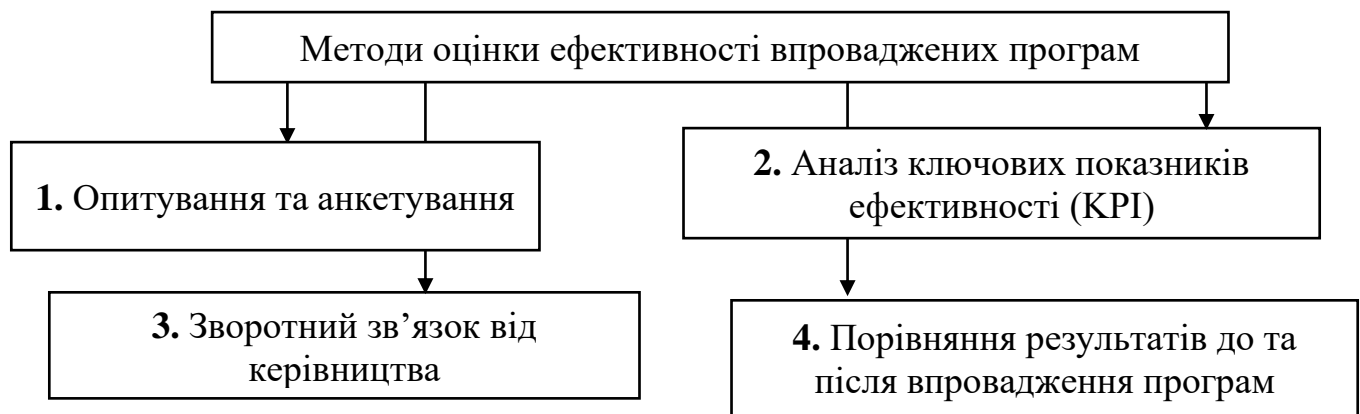 Методи оцінки ефективності впроваджених програм
1. Опитування та анкетування
2. Аналіз ключових показників
ефективності (KPI)
3. Зворотний зв’язок від
керівництва
4. Порівняння результатів до та
після впровадження програм